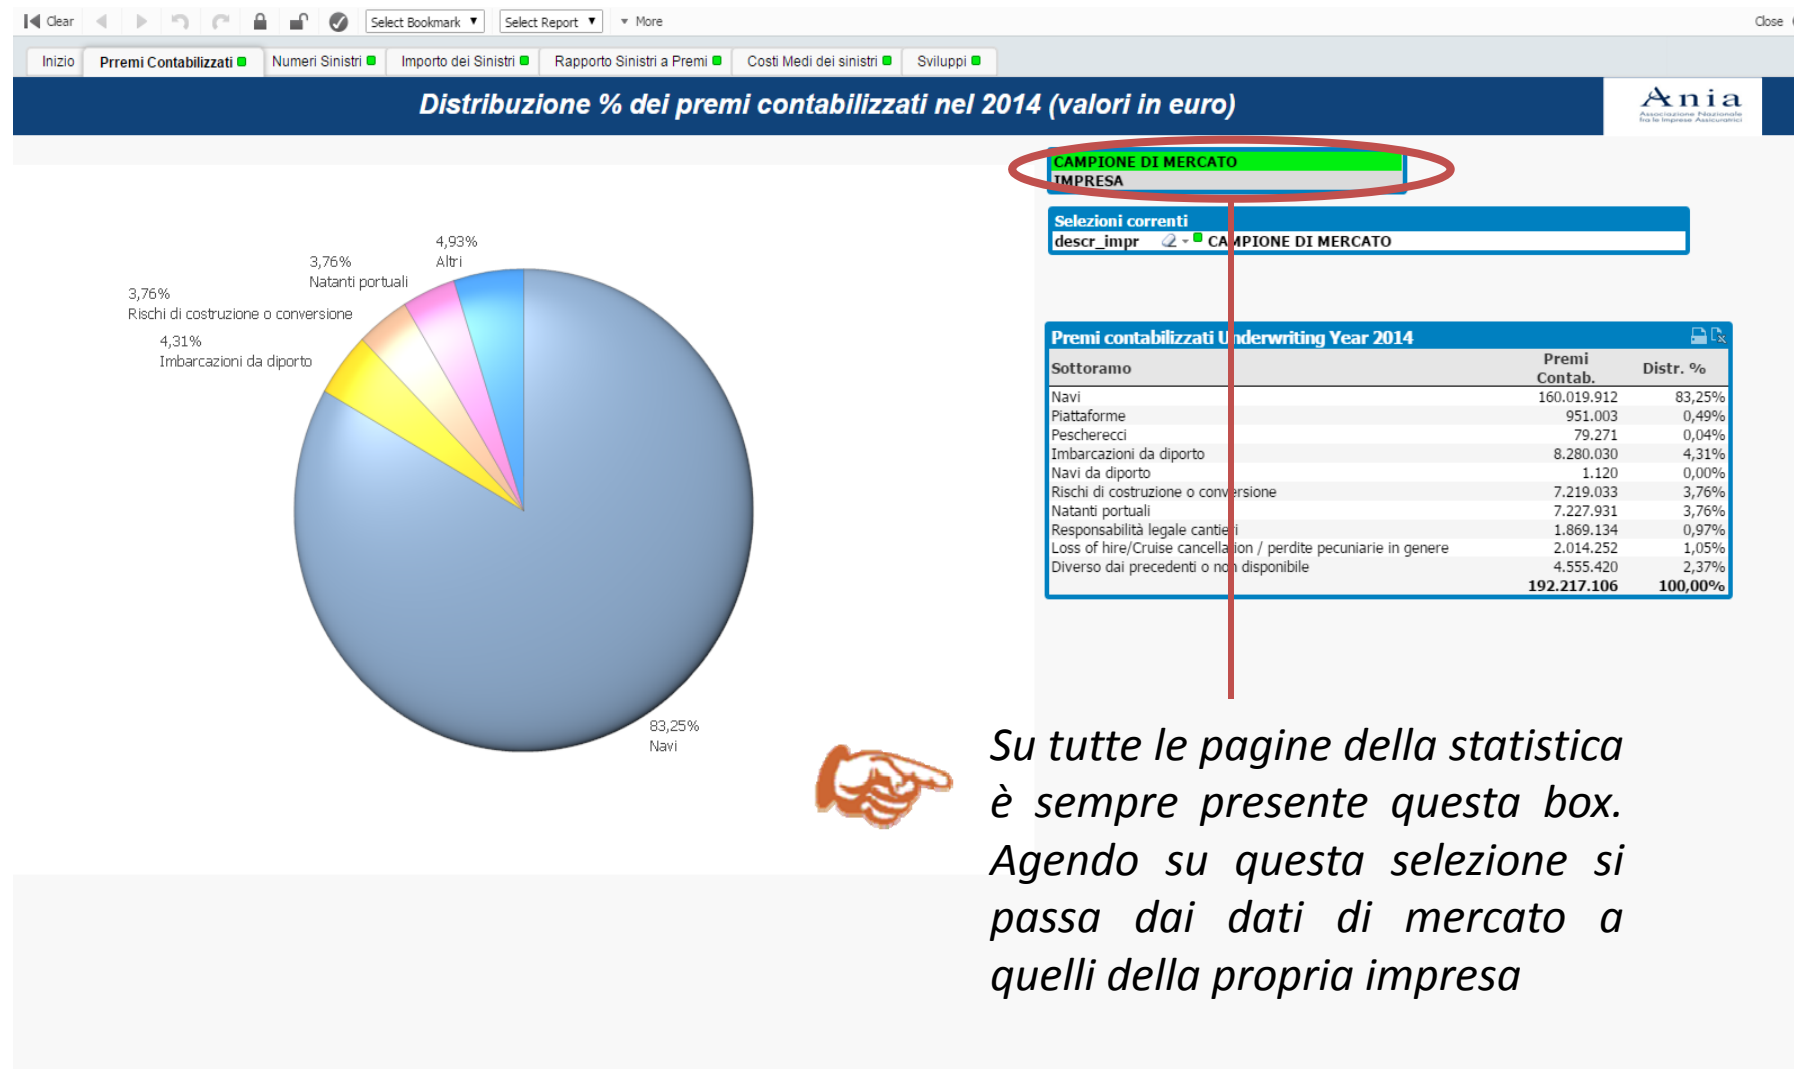 Clear Select Bookmark ▼ Select Report ▼ ▼ More Close
Inizio Prremi Contabilizzati Numeri Sinistri Importo dei Sinistri Rapporto Sinistri a Premi Costi Medi dei sinistri Sviluppi
Distribuzione % dei premi contabilizzati nel 2014 (valori in euro)
Ania
Associazione Nazionale
fra le Imprese Assicuratrici
CAMPIONE DI MERCATO
IMPRESA
Selezioni correnti
descr_impr CAMPIONE DI MERCATO
4,93%
Altri
3,76%
Natanti portuali
3,76%
Rischi di costruzione o conversione
4,31%
Imbarcazioni da diporto
83,25%
Navi
Premi contabilizzati Underwriting Year 2014
Sottoramo Premi Contab. Distr. %
Navi 160.019.912 83,25%
Piattaforme 951.003 0,49%
Pescherecci 79.271 0,04%
Imbarcazioni da diporto 8.280.030 4,31%
Navi da diporto 1.120 0,00%
Rischi di costruzione o conversione 7.219.033 3,76%
Natanti portuali 7.227.931 3,76%
Responsabilità legale cantieri 1.869.134 0,97%
Loss of hire/Cruise cancellation / perdite pecuniarie in genere 2.014.252 1,05%
Diverso dai precedenti o non disponibile 4.555.420 2,37%
192.217.106 100,00%
Su tutte le pagine della statistica
è sempre presente questa box.
Agendo su questa selezione si
passa dai dati di mercato a
quelli della propria impresa